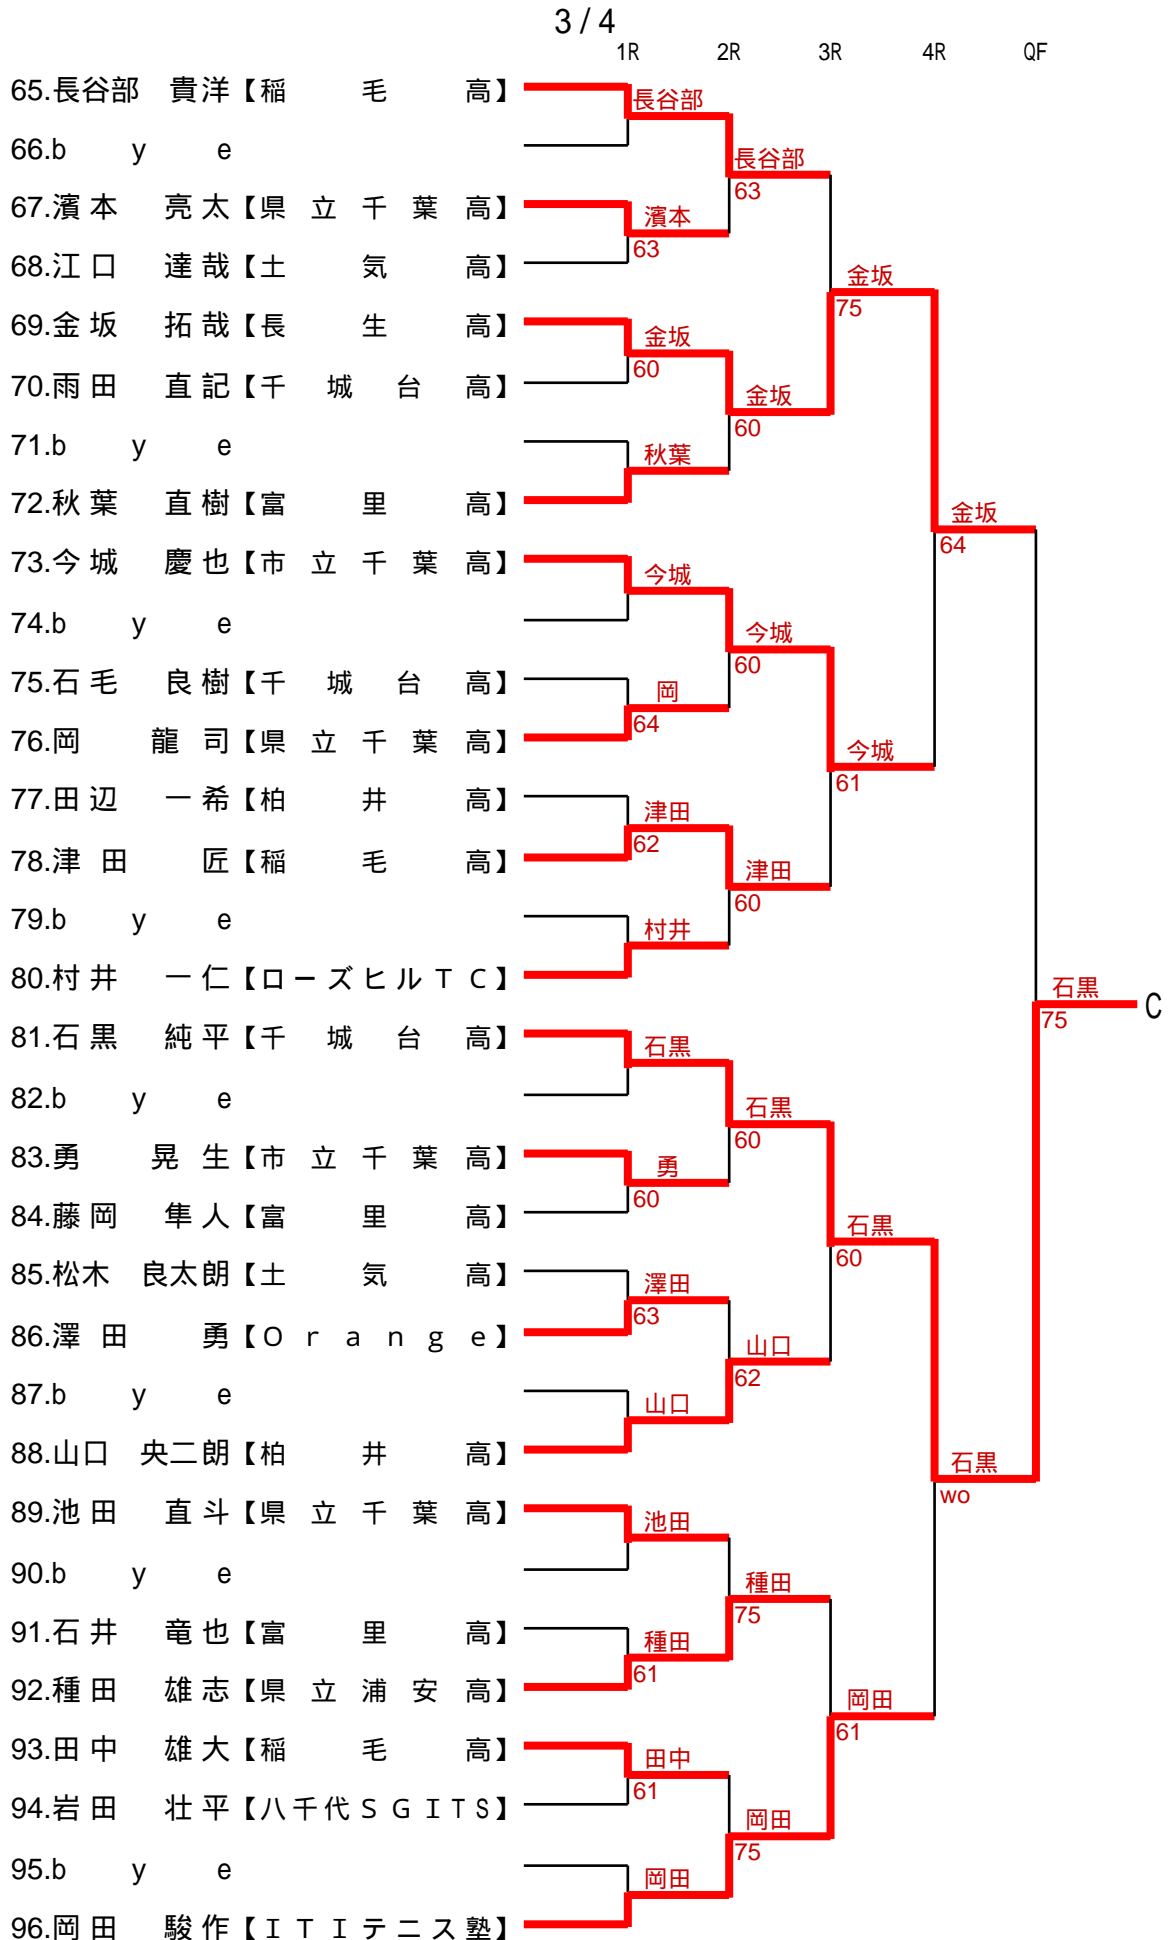 3 / 4
1R 2R 3R 4R QF
65.長谷部 貴洋【稲毛高】
長谷部
66.bye
長谷部
63
67.濱本 亮太【県立千葉高】
濱本
63
68.江口 達哉【土気高】
金坂
75
69.金坂 拓哉【長生高】
金坂
60
70.雨田 直記【千城台高】
金坂
60
71.bye
秋葉
72.秋葉 直樹【富里高】
金坂
64
73.今城 慶也【市立千葉高】
今城
74.bye
今城
60
75.石毛 良樹【千城台高】
岡
64
76.岡 龍司【県立千葉高】
今城
61
77.田辺 一希【柏井高】
津田
62
78.津田 匠【稲毛高】
津田
60
79.bye
村井
80.村井 一仁【ローズヒルTC】
石黒
75
C
81.石黒 純平【千城台高】
石黒
82.bye
石黒
60
83.勇 晃生【市立千葉高】
勇
60
84.藤岡 隼人【富里高】
石黒
60
85.松木 良太朗【土気高】
澤田
63
86.澤田 勇【Orange】
山口
62
87.bye
山口
88.山口 央二朗【柏井高】
石黒
wo
89.池田 直斗【県立千葉高】
池田
90.bye
種田
75
91.石井 竜也【富里高】
種田
61
92.種田 雄志【県立浦安高】
岡田
61
93.田中 雄大【稲毛高】
田中
61
94.岩田 壮平【八千代SGITS】
岡田
75
95.bye
岡田
96.岡田 駿作【ITIテニス塾】